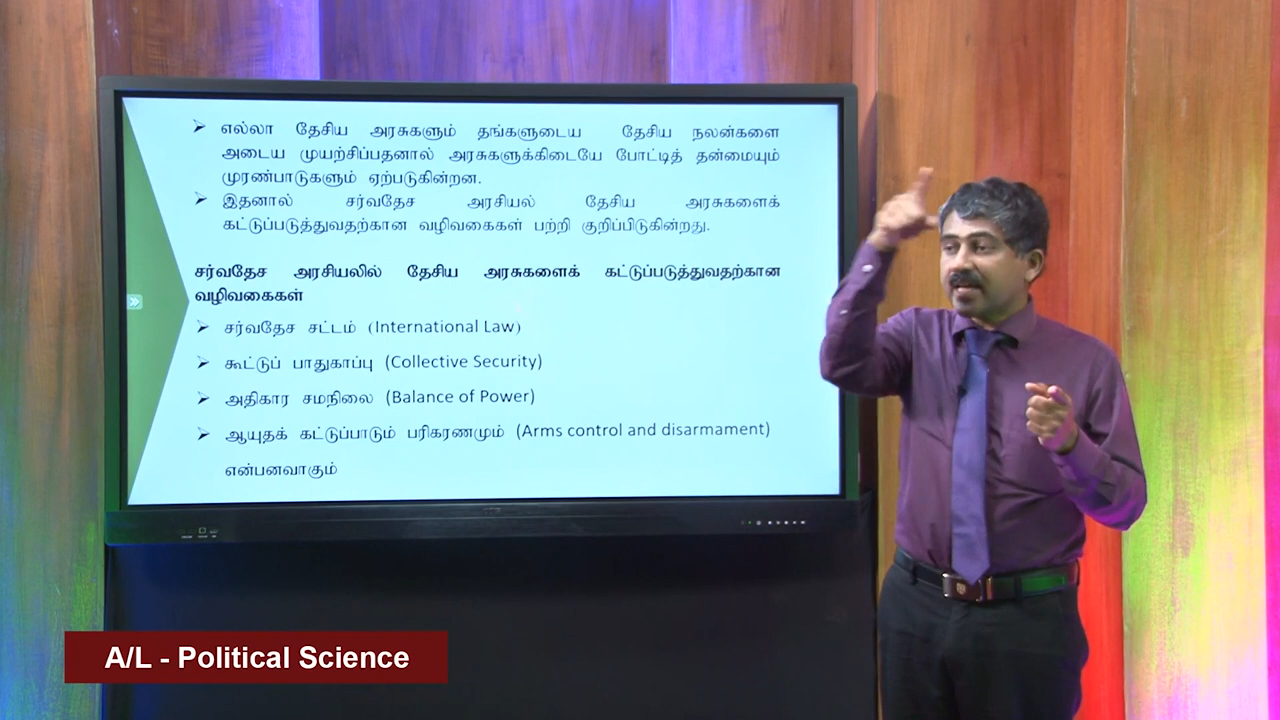 ➢ எல்லா தேசிய அரசுகளும் தங்களுடைய தேசிய நலன்களை
அடைய முயற்சிப்பதனால் அரசுகளுக்கிடையே போட்டித் தன்மையும்
முரண்பாடுகளும் ஏற்படுகின்றன.
➢ இதனால் சர்வதேச அரசியல் தேசிய அரசுகளைக்
கட்டுப்படுத்துவதற்கான வழிவகைகள் பற்றி குறிப்பிடுகின்றது.
சர்வதேச அரசியலில் தேசிய அரசுகளைக் கட்டுப்படுத்துவதற்கான
வழிவகைகள்
➢ சர்வதேச சட்டம் (International Law)
➢ கூட்டுப் பாதுகாப்பு (Collective Security)
➢ அதிகார சமநிலை (Balance of Power)
➢ ஆயுதக் கட்டுப்பாடும் பரிகரணமும் (Arms control and disarmament)
என்பனவாகும்
A/L - Political Science